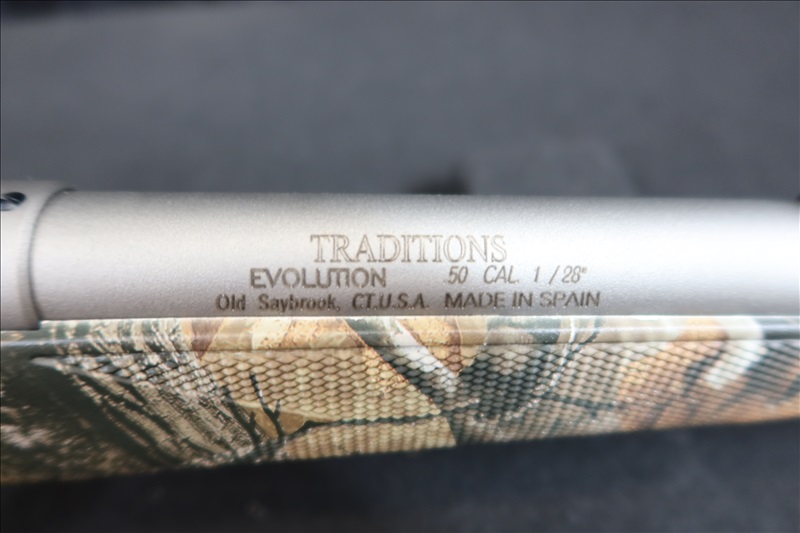 TRADITIONS
EVOLUTION .50 CAL. 1/28"
Old Saybrook, CT.U.S.A. MADE IN SPAIN